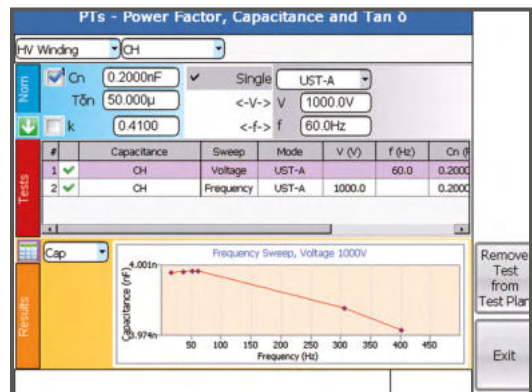 PTs - Power Factor, Capacitance and Tan δ
HV Winding CH
Nom
Cn 0.2000nF Single UST-A
Tδn 50.000µ <-V-> V 1000.0V
k 0.4100 <-f-> f 60.0Hz
Tests
# Capacitance Sweep Mode V (V) f (Hz) Cn (F
1 CH Voltage UST-A 60.0 0.2000
2 CH Frequency UST-A 1000.0 0.2000
Cap
Results
Frequency Sweep, Voltage 1000V
Capacitance (nF)
4.001n
3.974n
50 100 150 200 250 300 350 400 450
Frequency (Hz)
Remove
Test
from
Test Plan
Exit